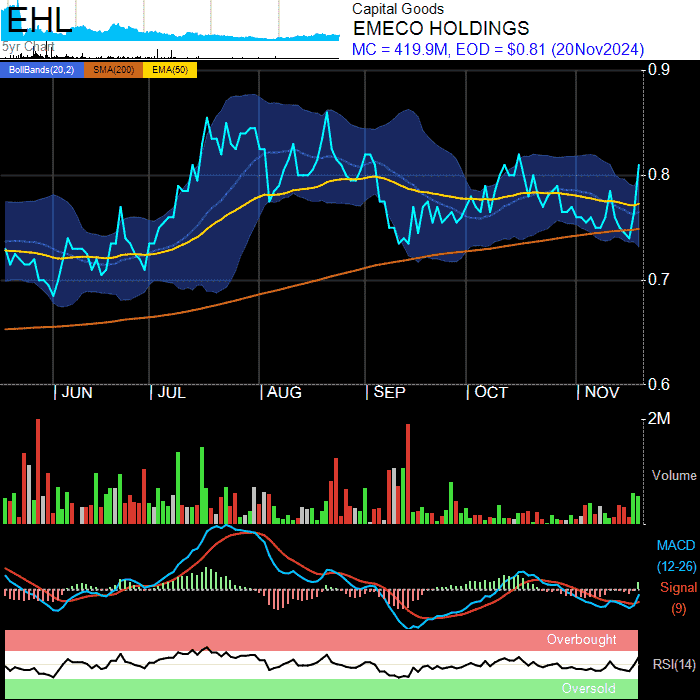 EHL
5yr Chart
Capital Goods
EMECO HOLDINGS
MC = 419.9M, EOD = $0.81 (20Nov2024)
BollBands(20,2) SMA(200) EMA(50)
0.9
0.8
0.7
0.6
JUN JUL AUG SEP OCT NOV
2M
Volume
MACD
(12-26)
Signal
(9)
Overbought
RSI(14)
Oversold